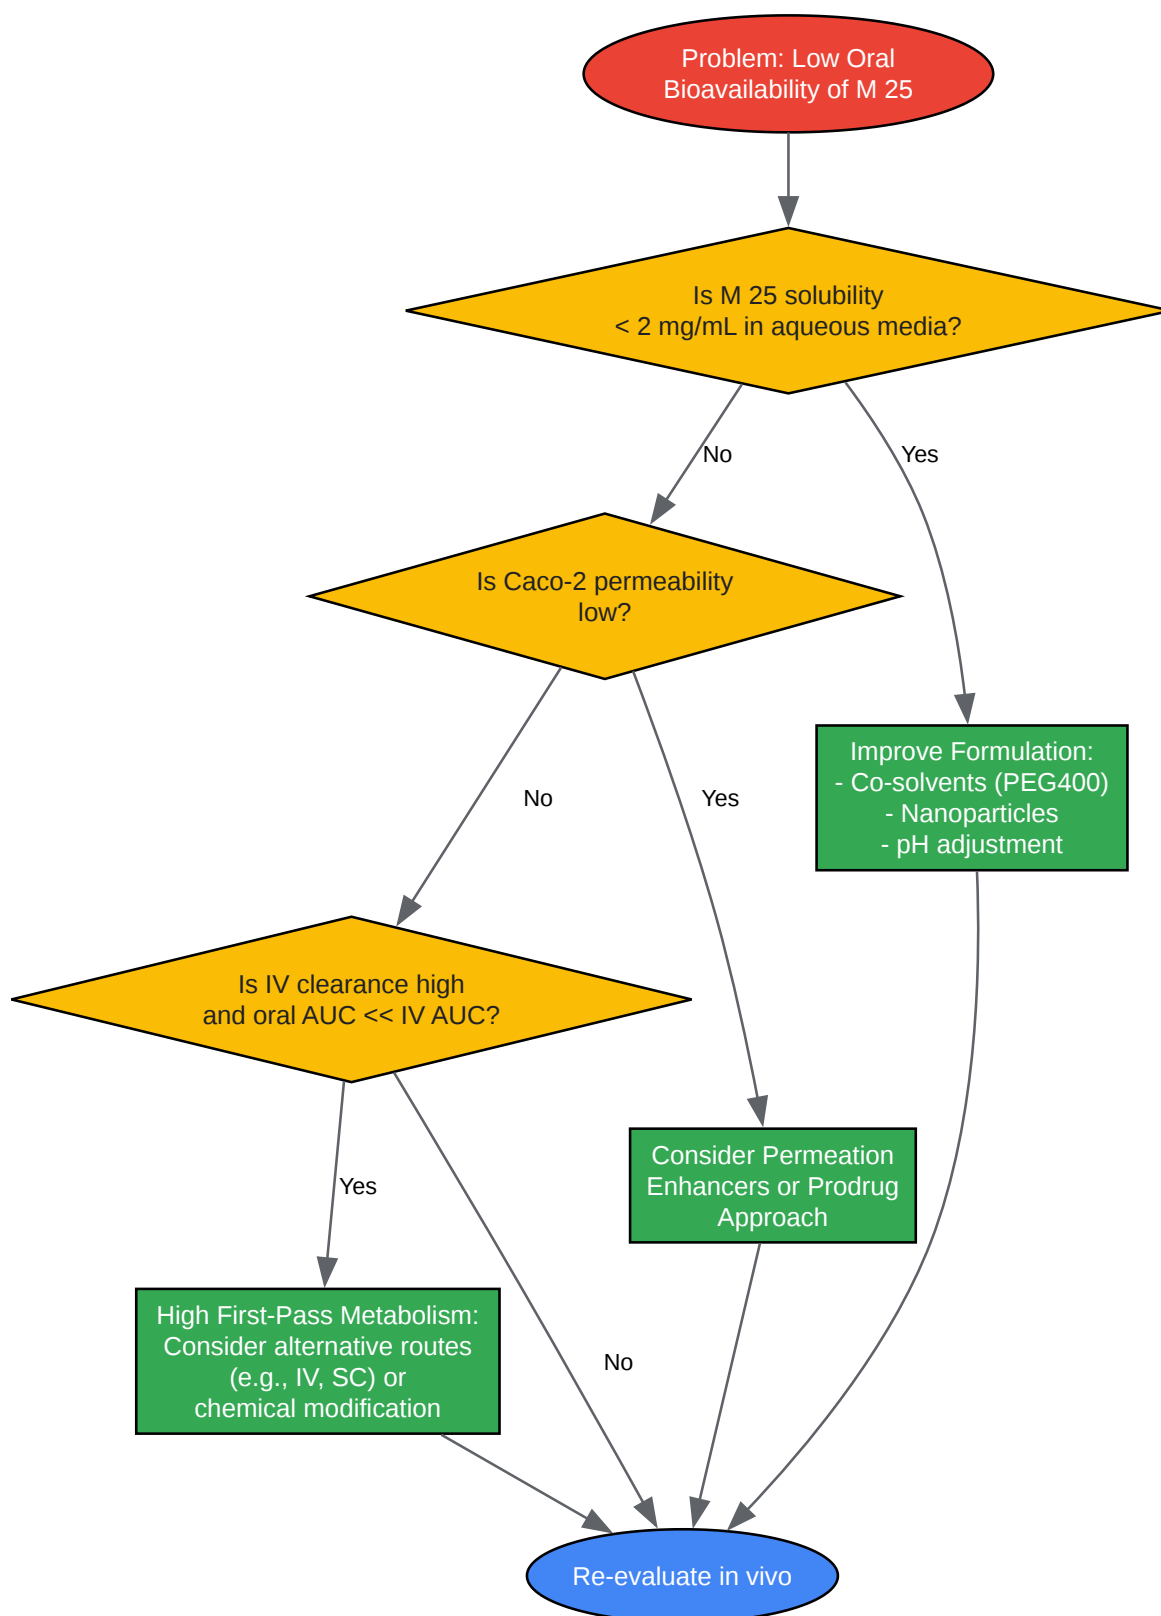 Problem: Low Oral
Bioavailability of M 25
Is M 25 solubility
< 2 mg/mL in aqueous media?
No
Yes
Is Caco-2 permeability
low?
Improve Formulation:
- Co-solvents (PEG400)
- Nanoparticles
- pH adjustment
No
Yes
Is IV clearance high
and oral AUC << IV AUC?
Consider Permeation
Enhancers or Prodrug
Approach
Yes
High First-Pass Metabolism:
Consider alternative routes
(e.g., IV, SC) or
chemical modification
No
Re-evaluate in vivo